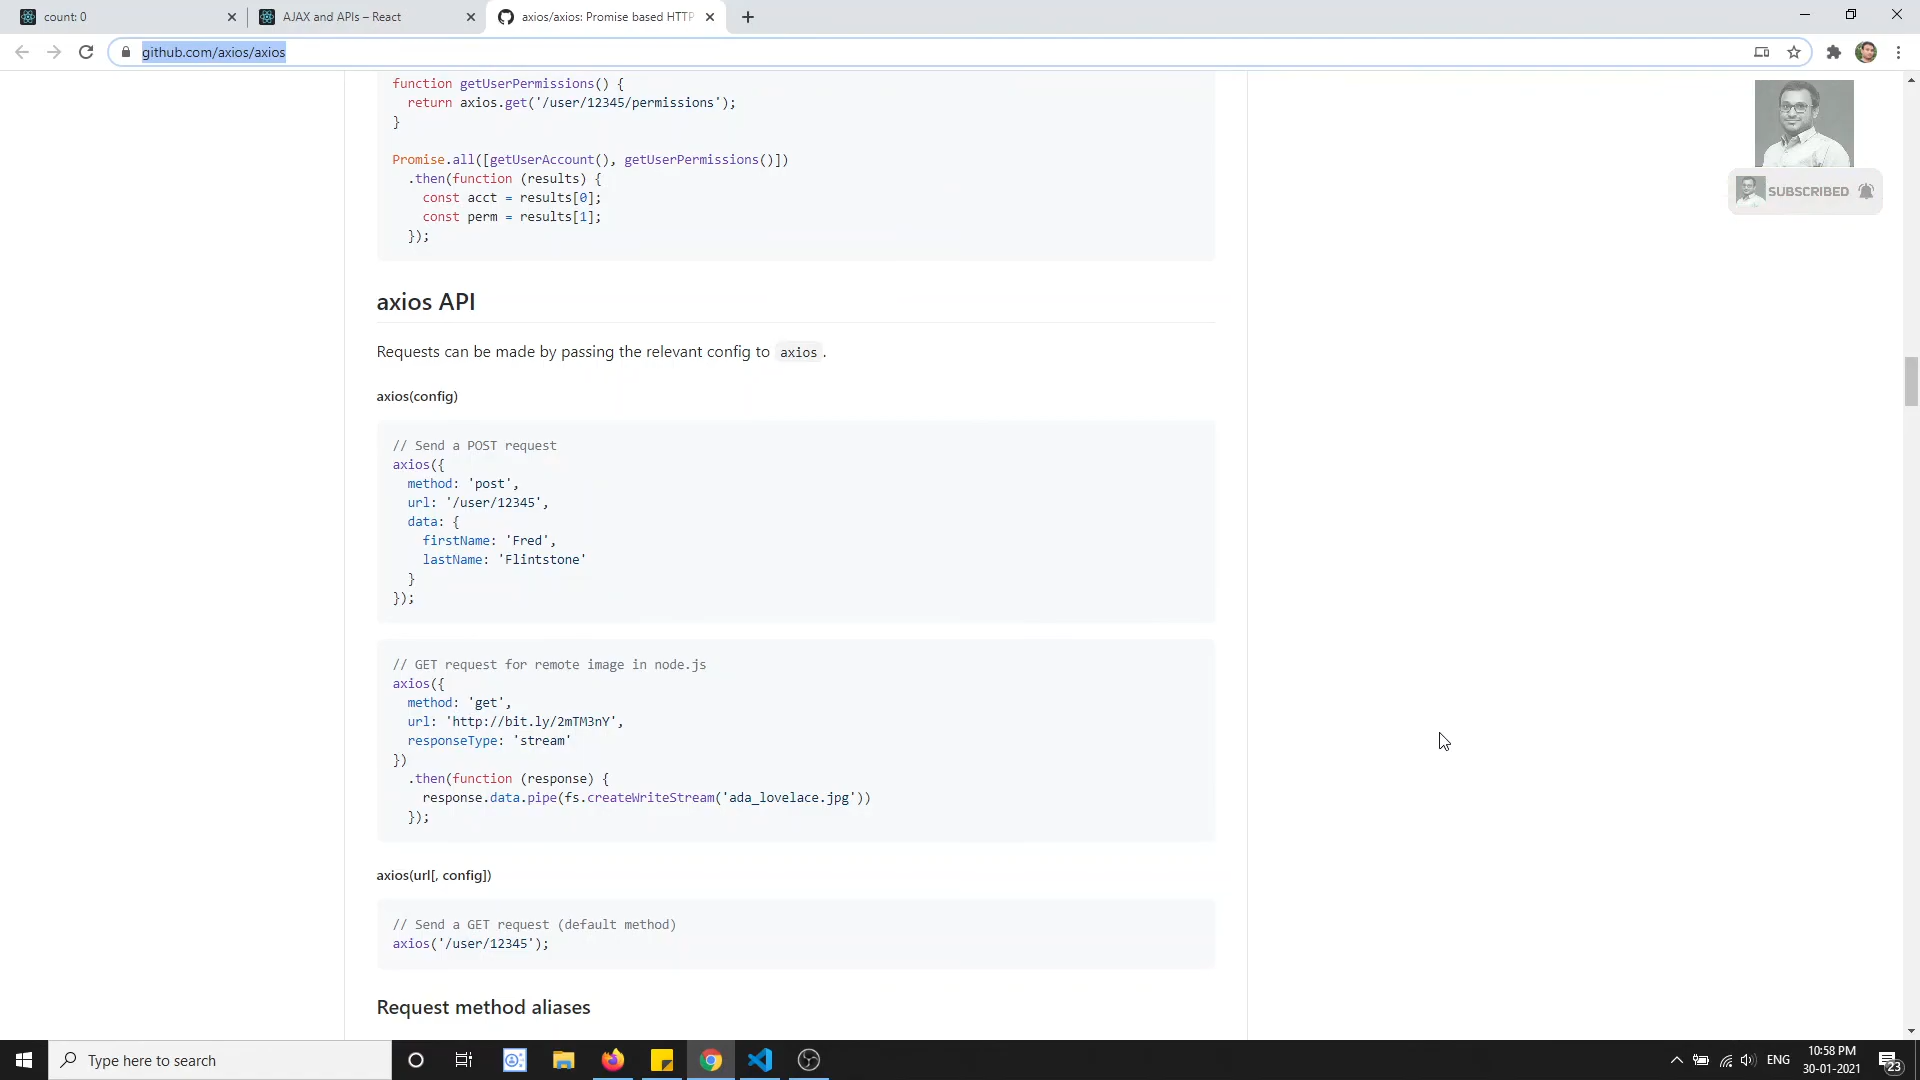 count: 0
AJAX and APIs – React
axios/axios: Promise based HTTP
github.com/axios/axios
function getUserPermissions() {
return axios.get('/user/12345/permissions');
}
Promise.all([getUserAccount(), getUserPermissions()])
.then(function (results) {
const acct = results[0];
const perm = results[1];
});
SUBSCRIBED
axios API
Requests can be made by passing the relevant config to axios.
axios(config)
// Send a POST request
axios({
method: 'post',
url: '/user/12345',
data: {
firstName: 'Fred',
lastName: 'Flintstone'
}
});
// GET request for remote image in node.js
axios({
method: 'get',
url: 'http://bit.ly/2mTM3nY',
responseType: 'stream'
})
.then(function (response) {
response.data.pipe(fs.createWriteStream('ada_lovelace.jpg'))
});
axios(url[, config])
// Send a GET request (default method)
axios('/user/12345');
Request method aliases
Type here to search
ENG
10:58 PM
30-01-2021
23